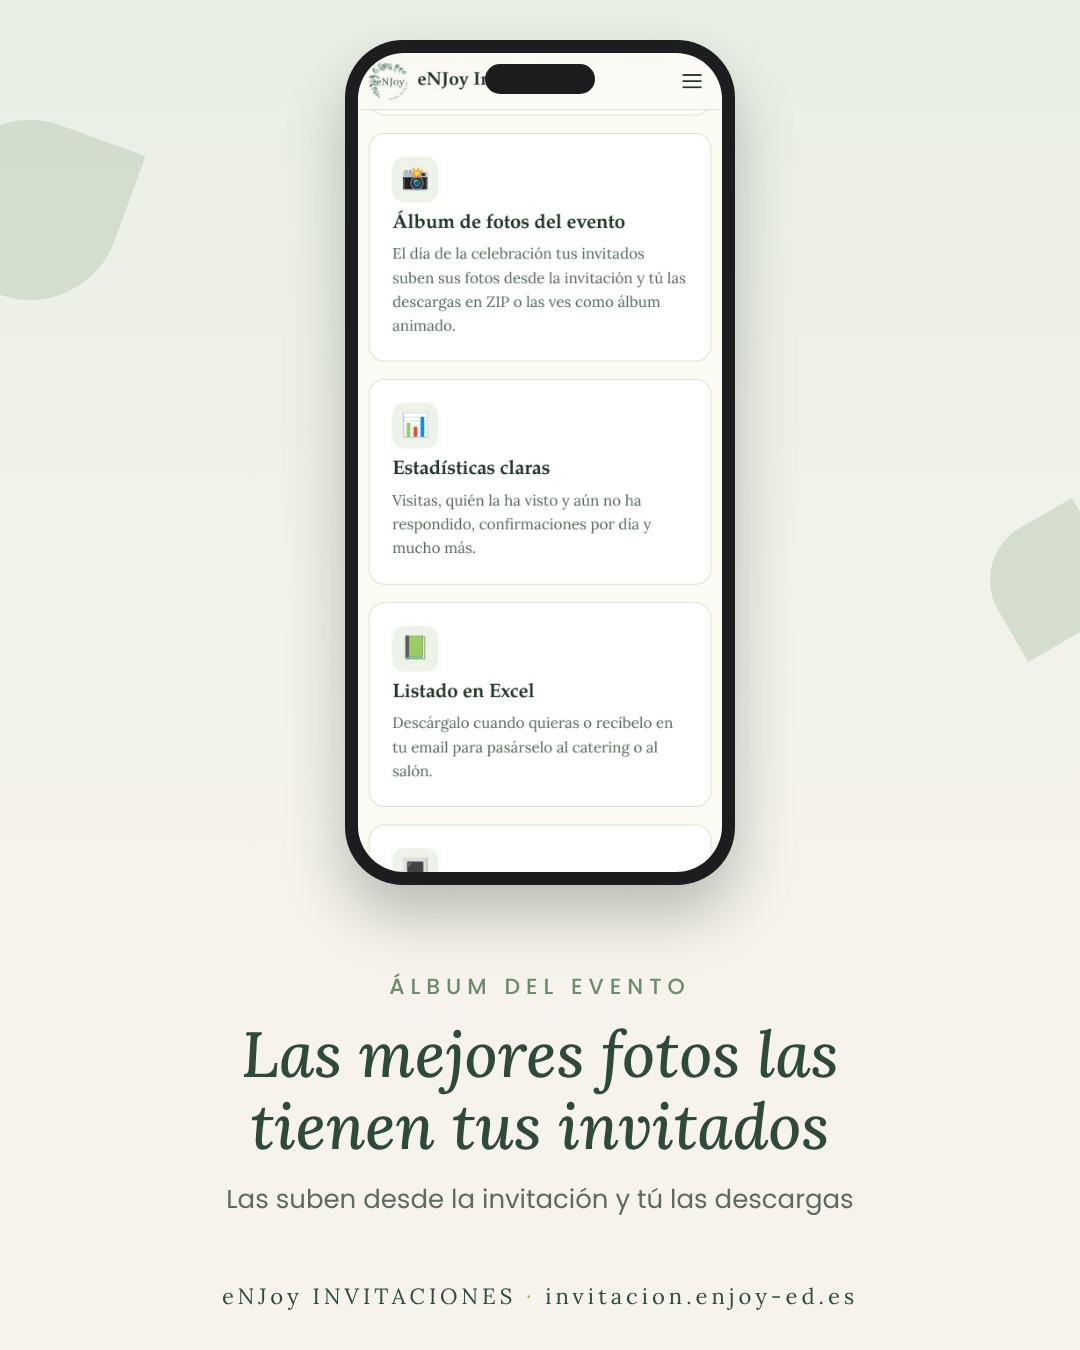 eNJoy
eNJoy
Álbum de fotos del evento
El día de la celebración tus invitados
suben sus fotos desde la invitación y tú las
descargas en ZIP o las ves como álbum
animado.
Estadísticas claras
Visitas, quién la ha visto y aún no ha
respondido, confirmaciones por día y
mucho más.
Listado en Excel
Descárgalo cuando quieras o recíbelo en
tu email para pasárselo al catering o al
salón.
ÁLBUM DEL EVENTO
Las mejores fotos las
tienen tus invitados
Las suben desde la invitación y tú las descargas
eNJoy INVITACIONES · invitacion.enjoy-ed.es